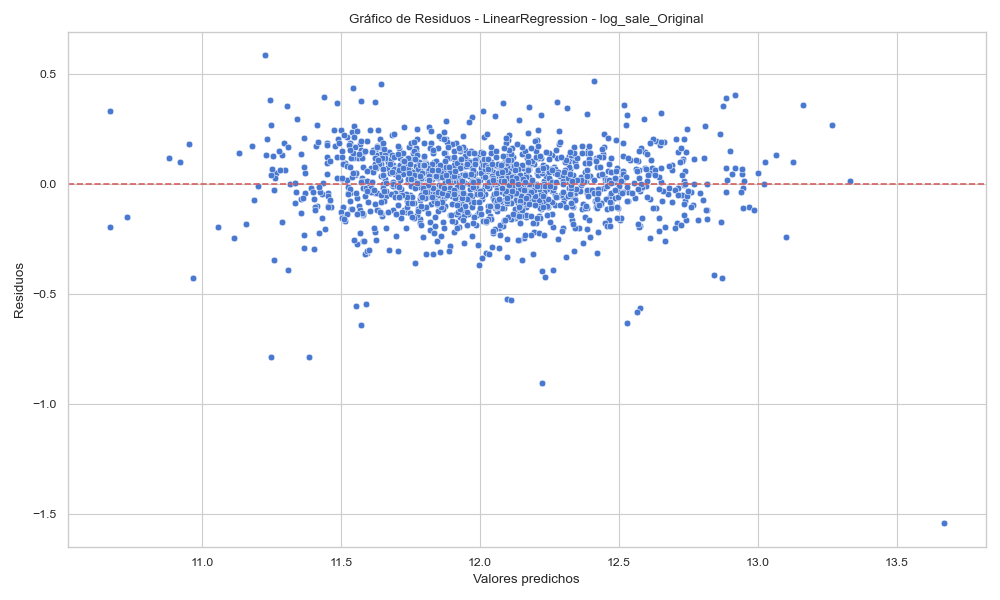 Gráfico de Residuos - LinearRegression - log_sale_Original
Residuos
0.5
0.0
−0.5
−1.0
−1.5
11.0 11.5 12.0 12.5 13.0 13.5
Valores predichos